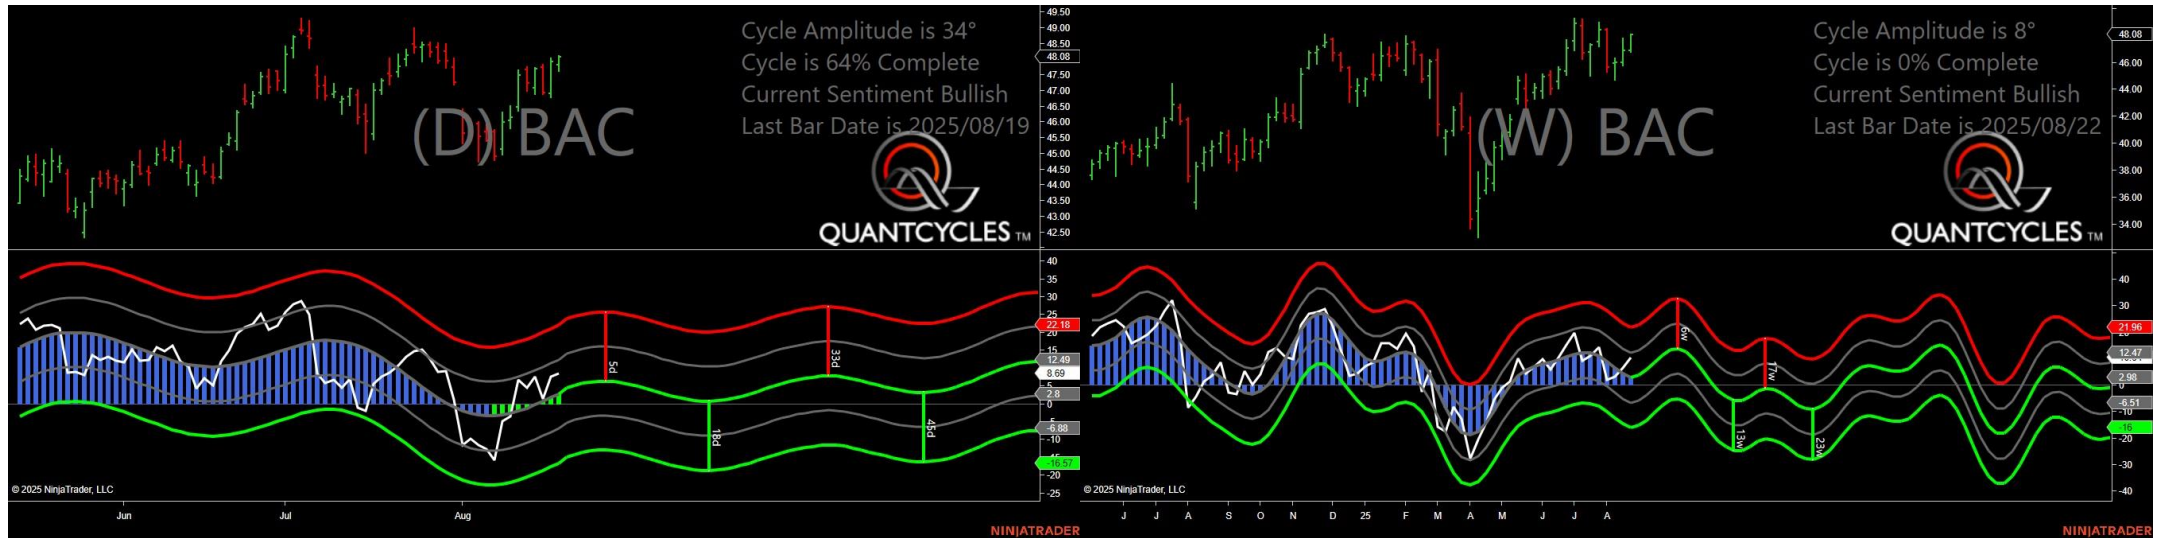 Cycle Amplitude is 34°
Cycle is 64% Complete
Current Sentiment Bullish
Last Bar Date is 2025/08/19
(D) BAC
QUANTCYCLES TM
49.50
49.00
48.50
48.08
47.50
47.00
46.50
46.00
45.50
45.00
44.50
44.00
43.50
43.00
42.50
40
35
30
25
22.18
20
15
12.49
8.69
5
2.8
0
-6.88
-10
-16.57
-20
-25
5d
18d
33d
45d
© 2025 NinjaTrader, LLC
Jun
Jul
Aug
NINJATRADER
Cycle Amplitude is 8°
Cycle is 0% Complete
Current Sentiment Bullish
Last Bar Date is 2025/08/22
(W) BAC
QUANTCYCLES TM
48.08
46.00
44.00
42.00
40.00
38.00
36.00
34.00
40
30
21.96
12.47
2.98
0
-6.51
-10
-16
-20
-30
-40
6w
13w
17w
23w
© 2025 NinjaTrader, LLC
J
J
A
S
O
N
D
25
F
M
A
M
J
J
A
NINJATRADER